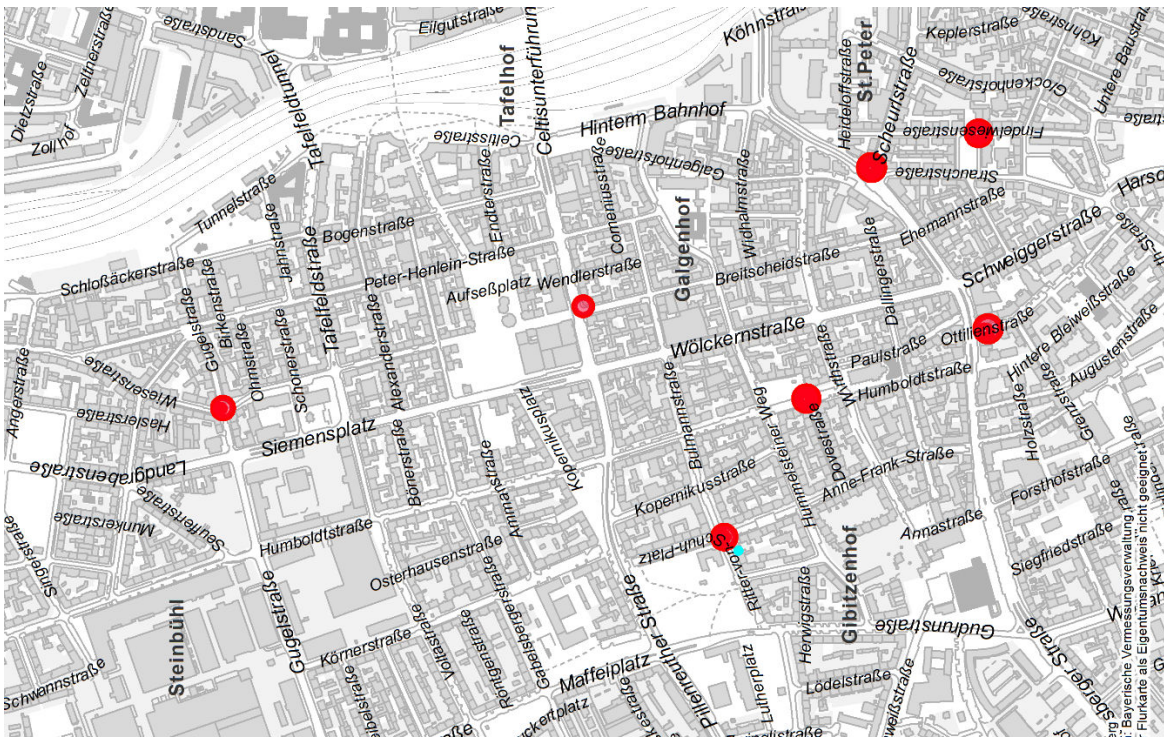 Sandstraße
Eilgutstraße
Köhnstraße
Keplerstraße
Köhnstraße
Dietzstraße
Zeltnerstraße
Zollhof
Tafelfeldtunnel
Tafelhof
Celtisunterführung
Celtisstraße
Hinterm Bahnhof
Galgenhofstraße
Heideloffstraße
St.Peter
Scheurlstraße
Glockenhofstraße
Untere Baustraße
Findelwiesenstraße
Strauchstraße
Tunnelstraße
Bogenstraße
Endterstraße
Comeniusstraße
Widhalmstraße
Ehemannstraße
Schweiggerstraße
Schloßäckerstraße
Jahnstraße
Tafelfeldstraße
Peter-Henlein-Straße
Aufseßplatz
Wendlerstraße
Galgenhof
Breitscheidstraße
Dallingerstraße
Gugelstraße
Birkenstraße
Ohmstraße
Schonerstraße
Alexanderstraße
Wölckernstraße
Paulstraße
Ottilienstraße
Hintere Bleiweißstraße
Augustenstraße
Angerstraße
Wiesenstraße
Haslerstraße
Landgrabenstraße
Siemensplatz
Kopernikusplatz
Bulmannstraße
Hummelsteiner Weg
Wirthstraße
Humboldtstraße
Dovestraße
Holzstraße
Grenzstraße
Munkerstraße
Seuffertstraße
Humboldtstraße
Bönerstraße
Ammanstraße
Kopernikusstraße
Anne-Frank-Straße
Forsthofstraße
Singerstraße
Osterhausenstraße
Annastraße
Siegfriedstraße
Steinbühl
Gugelstraße
Körnerstraße
Voltastraße
Röntgenstraße
Gabelsbergerstraße
Pillenreuther Straße
Herwigstraße
Gibitzenhof
Gudrunstraße
Schwannstraße
Maffeiplatz
Lutherplatz
Lödelstraße
Bayerische Vermessungsverwaltung,
Flurkarte als Eigentumsnachweis nicht geeignet